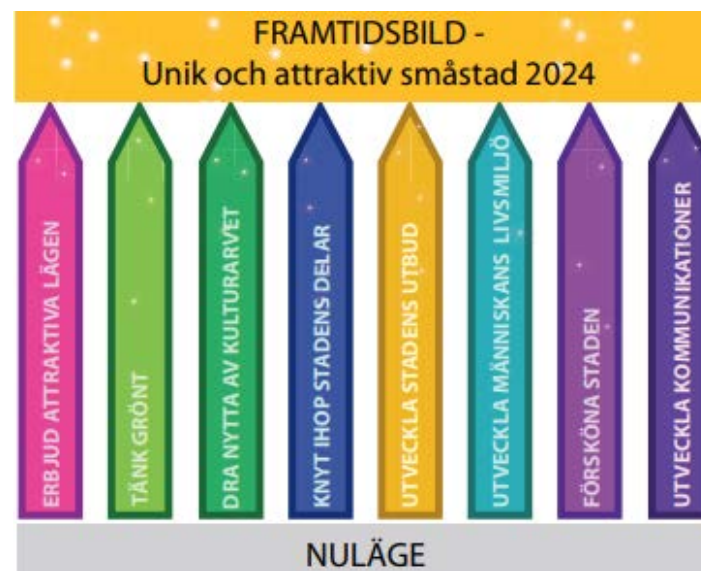 FRAMTIDSBILD -
Unik och attraktiv småstad 2024
ERBJUD ATTRAKTIVA LÄGEN
TÄNK GRÖNT
DRA NYTTA AV KULTURARVET
KNYT IHOP STADENS DELAR
UTVECKLA STADENS UTBUD
UTVECKLA MÄNNISKANS LIVSMILJÖ
FÖRSKÖNA STADEN
UTVECKLA KOMMUNIKATIONER
NULÄGE